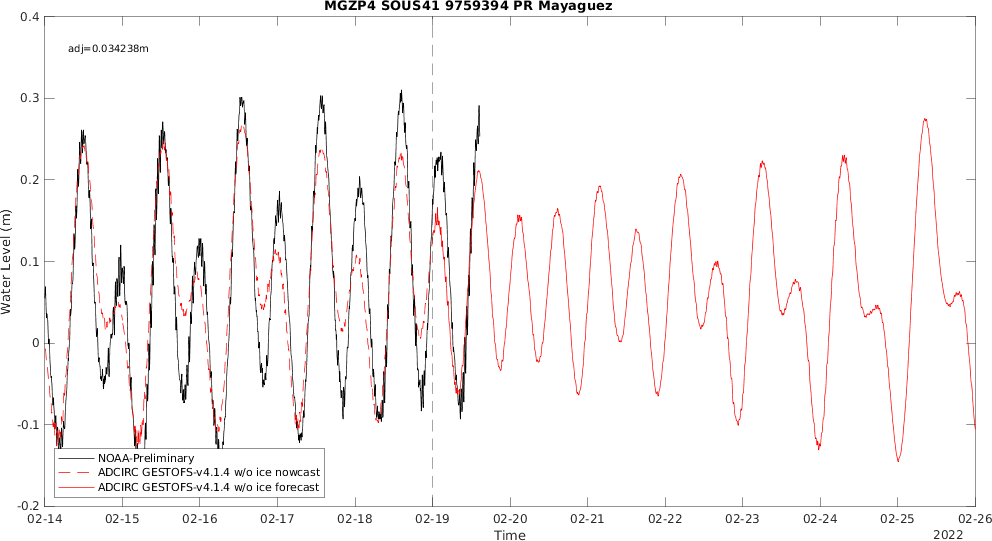 MGZP4 SOUS41 9759394 PR Mayaguez
adj=0.034238m
0.4
0.3
0.2
0.1
0
-0.1
-0.2
Water Level (m)
NOAA-Preliminary
ADCIRC GESTOFS-v4.1.4 w/o ice nowcast
ADCIRC GESTOFS-v4.1.4 w/o ice forecast
02-14 02-15 02-16 02-17 02-18 02-19 02-20 02-21 02-22 02-23 02-24 02-25 02-26
Time
2022